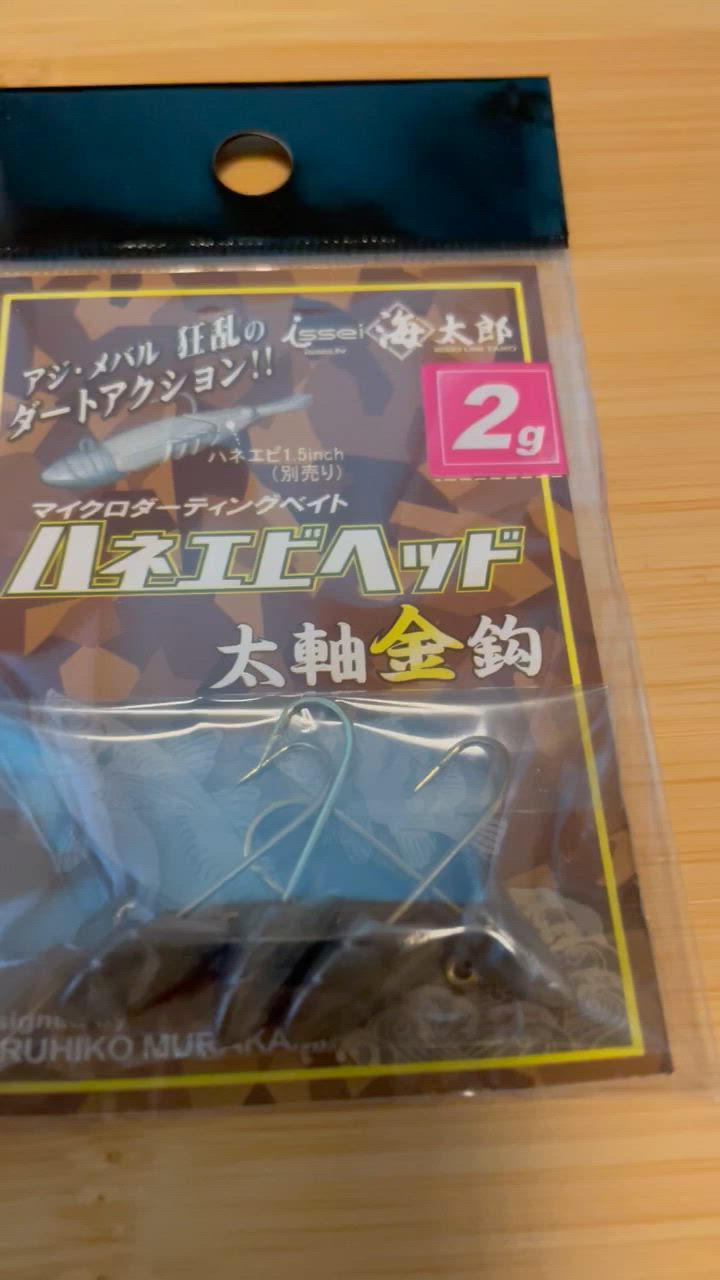 アジ・メバル 狂乱の
ダートアクション!!
issei 海太郎
2g
ハネエビ1.5inch
(別売り)
マイクロダーティングベイト
ハネエビヘッド
太軸金鈎
RUHIKO